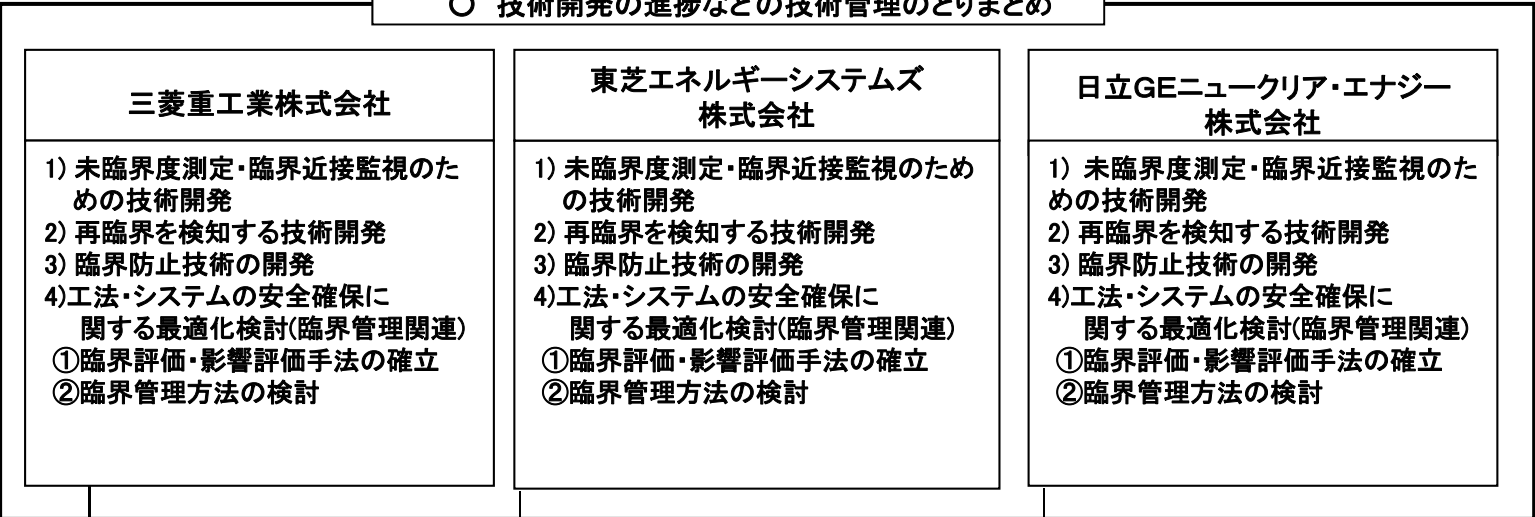 ○ 技術開発の進捗などの技術管理のとりまとめ
三菱重工業株式会社
1) 未臨界度測定・臨界近接監視のた
めの技術開発
2) 再臨界を検知する技術開発
3) 臨界防止技術の開発
4)工法・システムの安全確保に
関する最適化検討(臨界管理関連)
①臨界評価・影響評価手法の確立
②臨界管理方法の検討
東芝エネルギーシステムズ
株式会社
1) 未臨界度測定・臨界近接監視のため
の技術開発
2) 再臨界を検知する技術開発
3) 臨界防止技術の開発
4)工法・システムの安全確保に
関する最適化検討(臨界管理関連)
①臨界評価・影響評価手法の確立
②臨界管理方法の検討
日立GEニュークリア・エナジー
株式会社
1) 未臨界度測定・臨界近接監視のた
めの技術開発
2) 再臨界を検知する技術開発
3) 臨界防止技術の開発
4)工法・システムの安全確保に
関する最適化検討(臨界管理関連)
①臨界評価・影響評価手法の確立
②臨界管理方法の検討